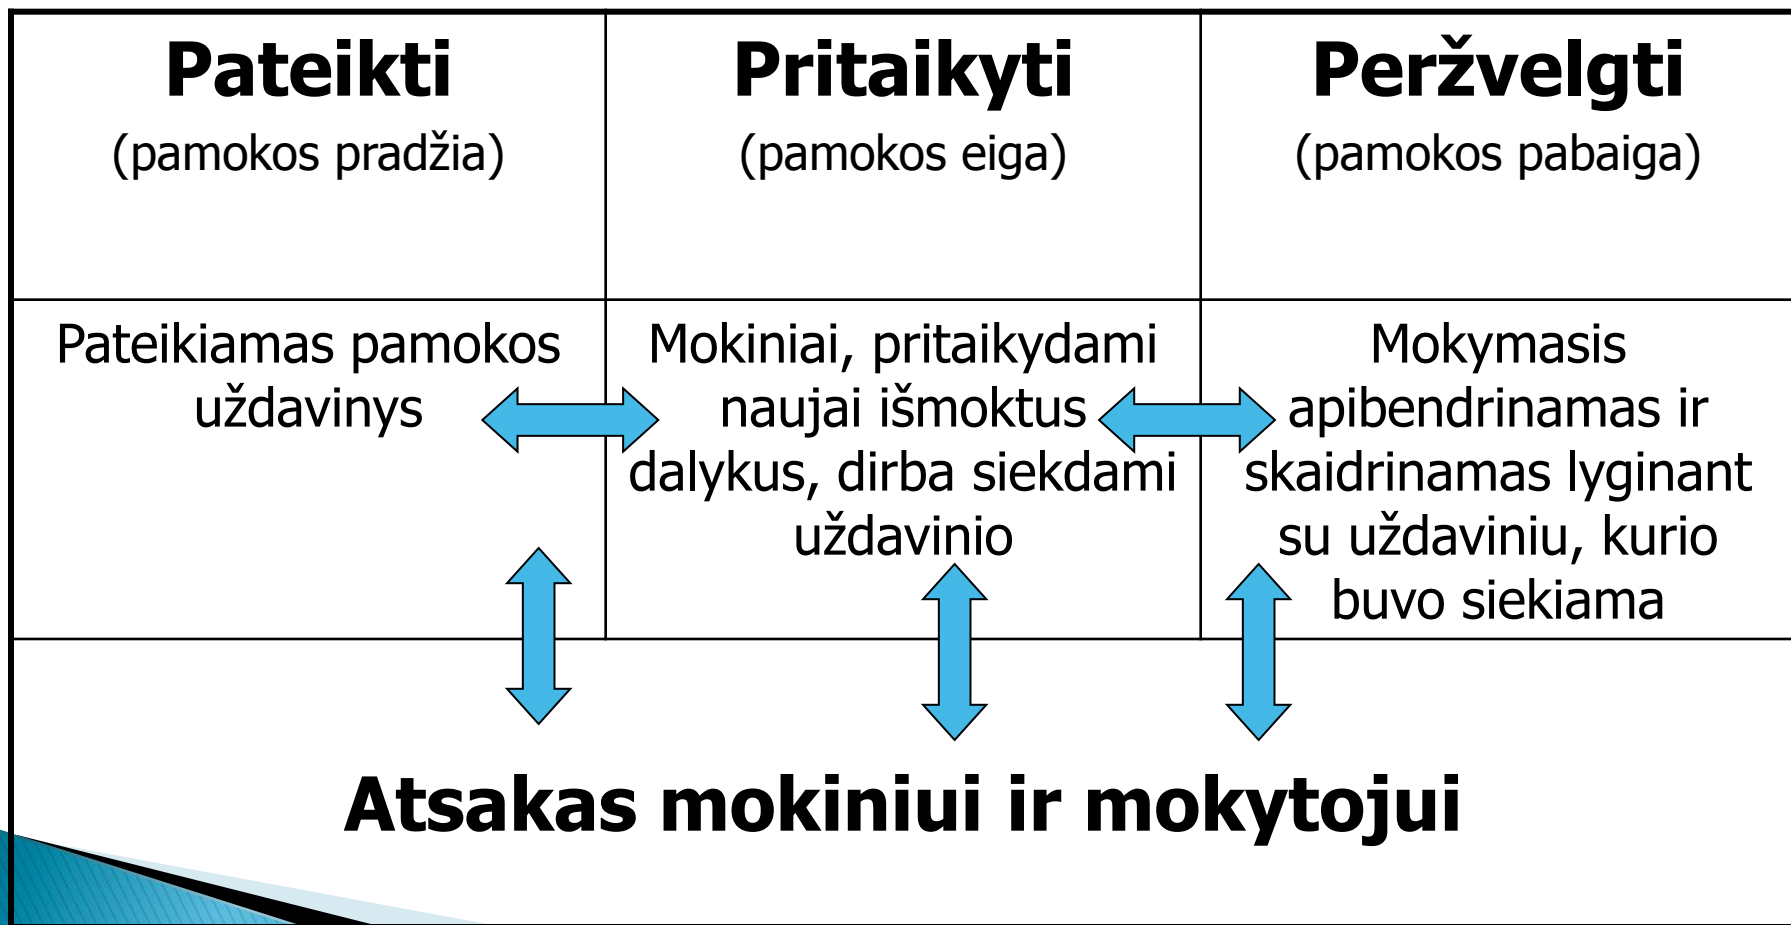 Pateikti
(pamokos pradžia)
Pritaikyti
(pamokos eiga)
Peržvelgti
(pamokos pabaiga)
Pateikiamas pamokos
uždavinys
Mokiniai, pritaikydami
naujai išmoktus
dalykus, dirba siekdami
uždavinio
Mokymasis
apibendrinamas ir
skaidrinamas lyginant
su uždaviniu, kurio
buvo siekiama
Atsakas mokiniui ir mokytojui